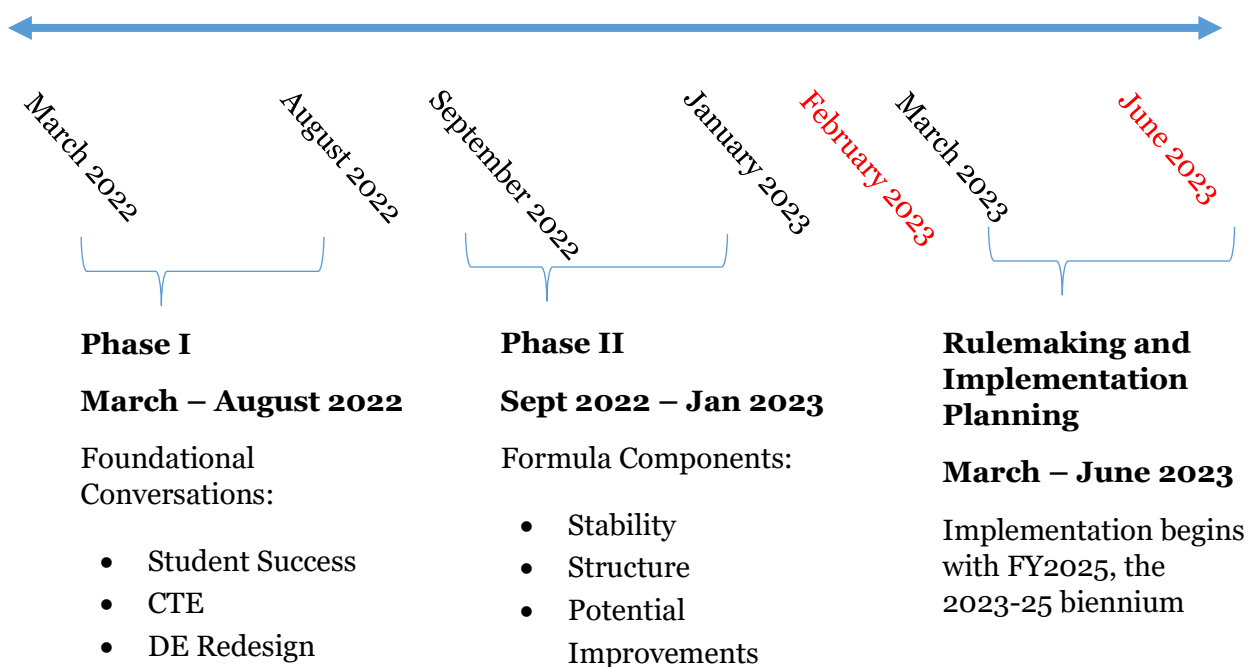 March 2022
August 2022
September 2022
January 2023
February 2023
March 2023
June 2023
Phase I
March – August 2022
Foundational
Conversations:
• Student Success
• CTE
• DE Redesign
Phase II
Sept 2022 – Jan 2023
Formula Components:
• Stability
• Structure
• Potential
Improvements
Rulemaking and
Implementation
Planning
March – June 2023
Implementation begins
with FY2025, the
2023-25 biennium